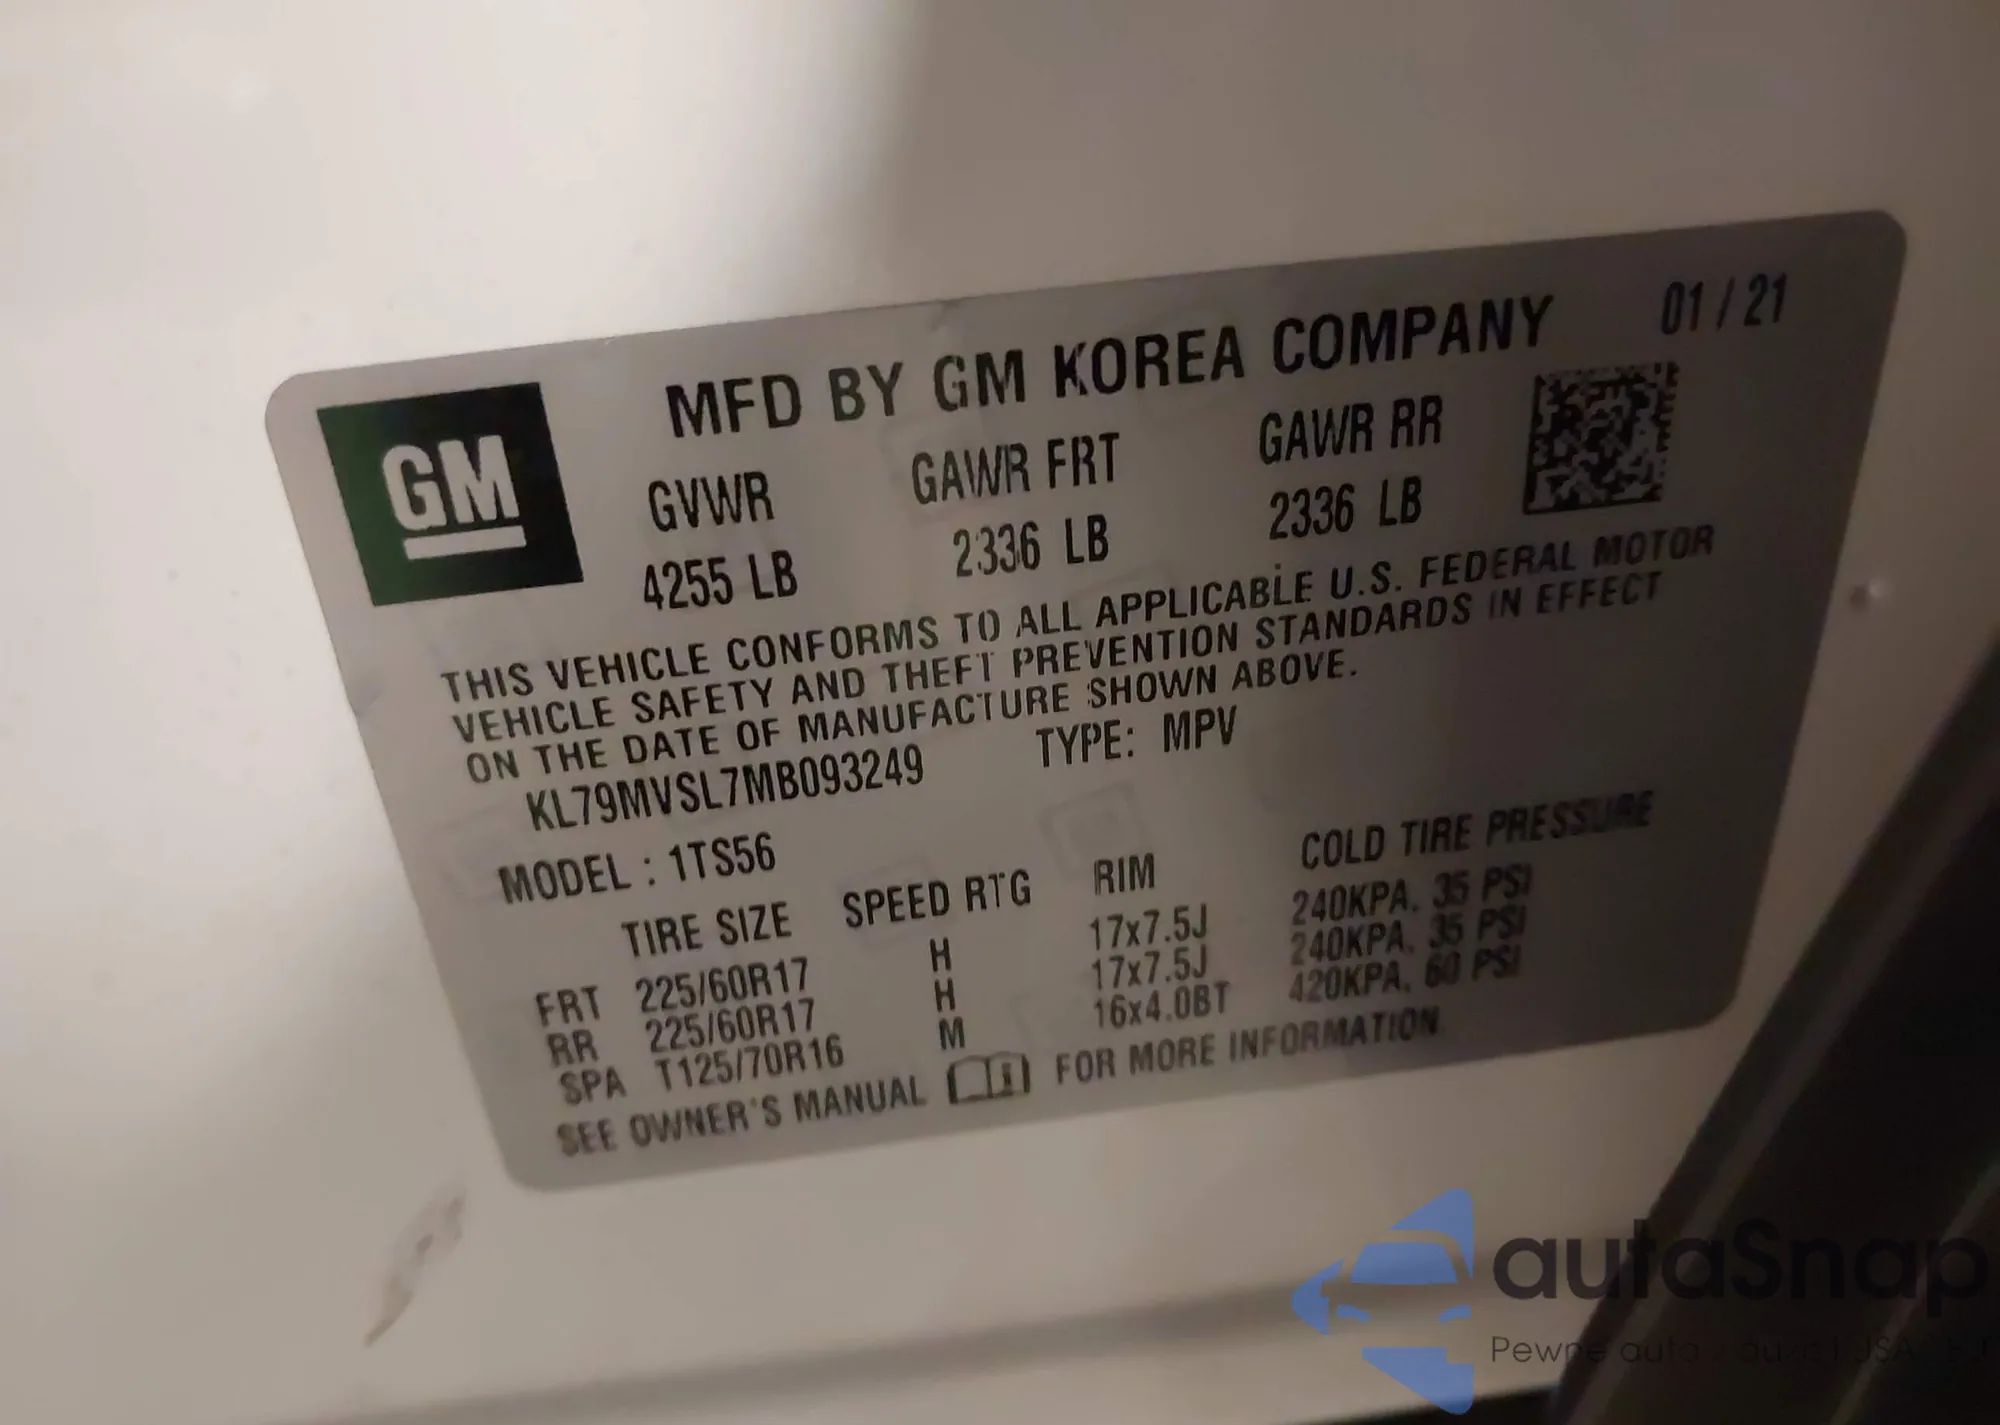 MFD BY GM KOREA COMPANY 01 / 21
GM
GVWR GAWR FRT GAWR RR
4255 LB 2336 LB 2336 LB
THIS VEHICLE CONFORMS TO ALL APPLICABLE U.S. FEDERAL MOTOR
VEHICLE SAFETY AND THEFT PREVENTION STANDARDS IN EFFECT
ON THE DATE OF MANUFACTURE SHOWN ABOVE.
KL79MVSL7MB093249 TYPE: MPV
MODEL : 1TS56
TIRE SIZE SPEED RTG RIM COLD TIRE PRESSURE
FRT 225/60R17 H 17x7.5J 240KPA, 35 PSI
RR 225/60R17 H 17x7.5J 240KPA, 35 PSI
SPA T125/70R16 M 16x4.0BT 420KPA, 60 PSI
SEE OWNER'S MANUAL FOR MORE INFORMATION
autaSnap
Pewne auta z USA